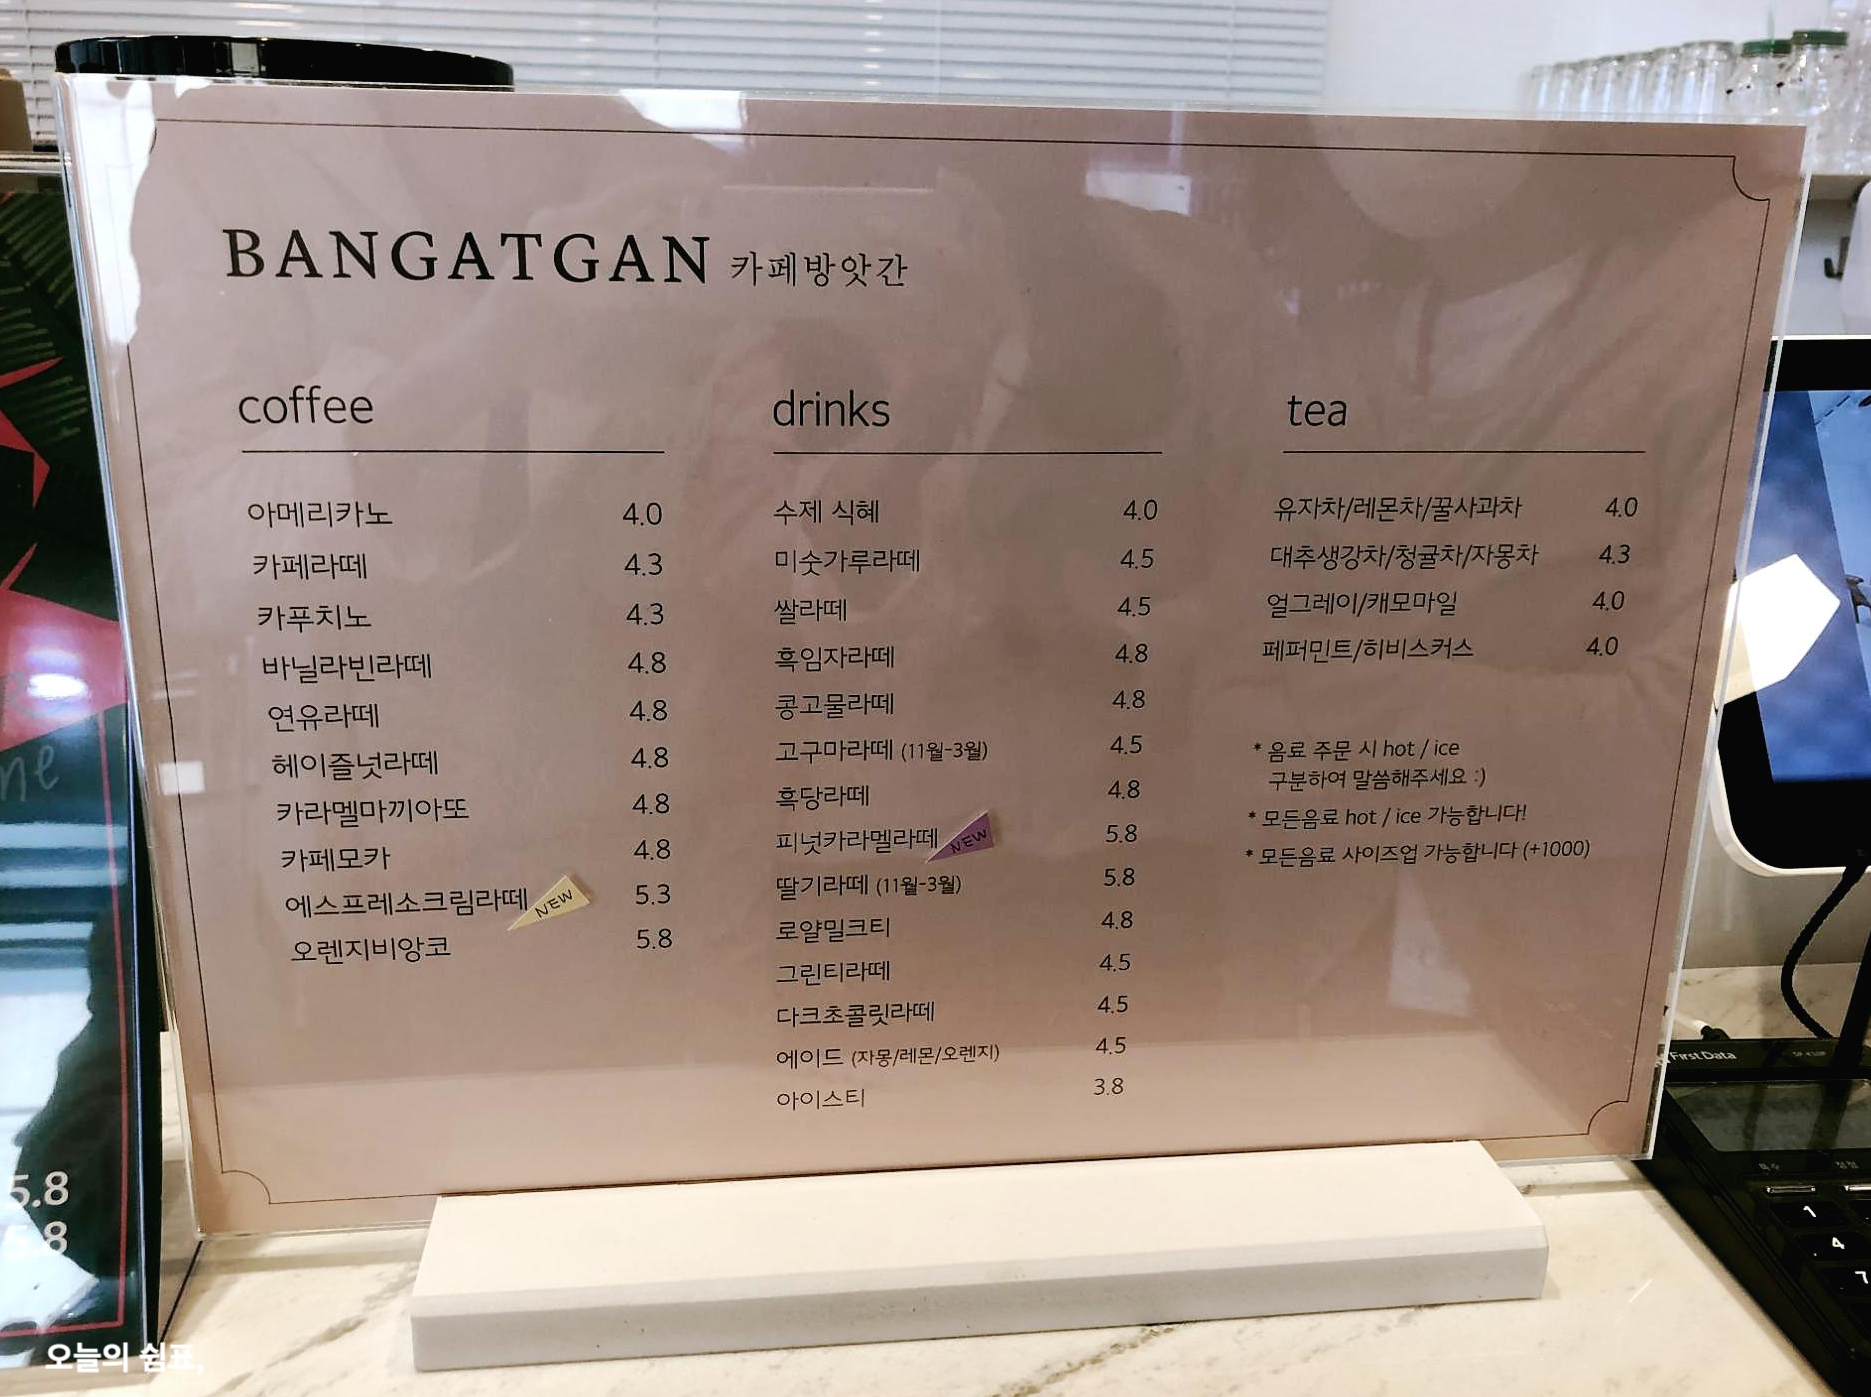 BANGATGAN 카페방앗간
coffee
아메리카노 4.0
카페라떼 4.3
카푸치노 4.3
바닐라빈라떼 4.8
연유라떼 4.8
헤이즐넛라떼 4.8
카라멜마끼아또 4.8
카페모카 4.8
에스프레소크림라떼 NEW 5.3
오렌지비앙코 5.8
drinks
수제 식혜 4.0
미숫가루라떼 4.5
쌀라떼 4.5
흑임자라떼 4.8
콩고물라떼 4.8
고구마라떼 (11월-3월) 4.5
흑당라떼 4.8
피넛카라멜라떼 NEW 5.8
딸기라떼 (11월-3월) 5.8
로얄밀크티 4.8
그린티라떼 4.5
다크초콜릿라떼 4.5
에이드 (자몽/레몬/오렌지) 4.5
아이스티 3.8
tea
유자차/레몬차/꿀사과차 4.0
대추생강차/청귤차/자몽차 4.3
얼그레이/캐모마일 4.0
페퍼민트/히비스커스 4.0
* 음료 주문 시 hot / ice
구분하여 말씀해주세요 :)
* 모든음료 hot / ice 가능합니다!
* 모든음료 사이즈업 가능합니다 (+1000)
First Data
1
4
7
5.8
5.8
오늘의 쉼표,